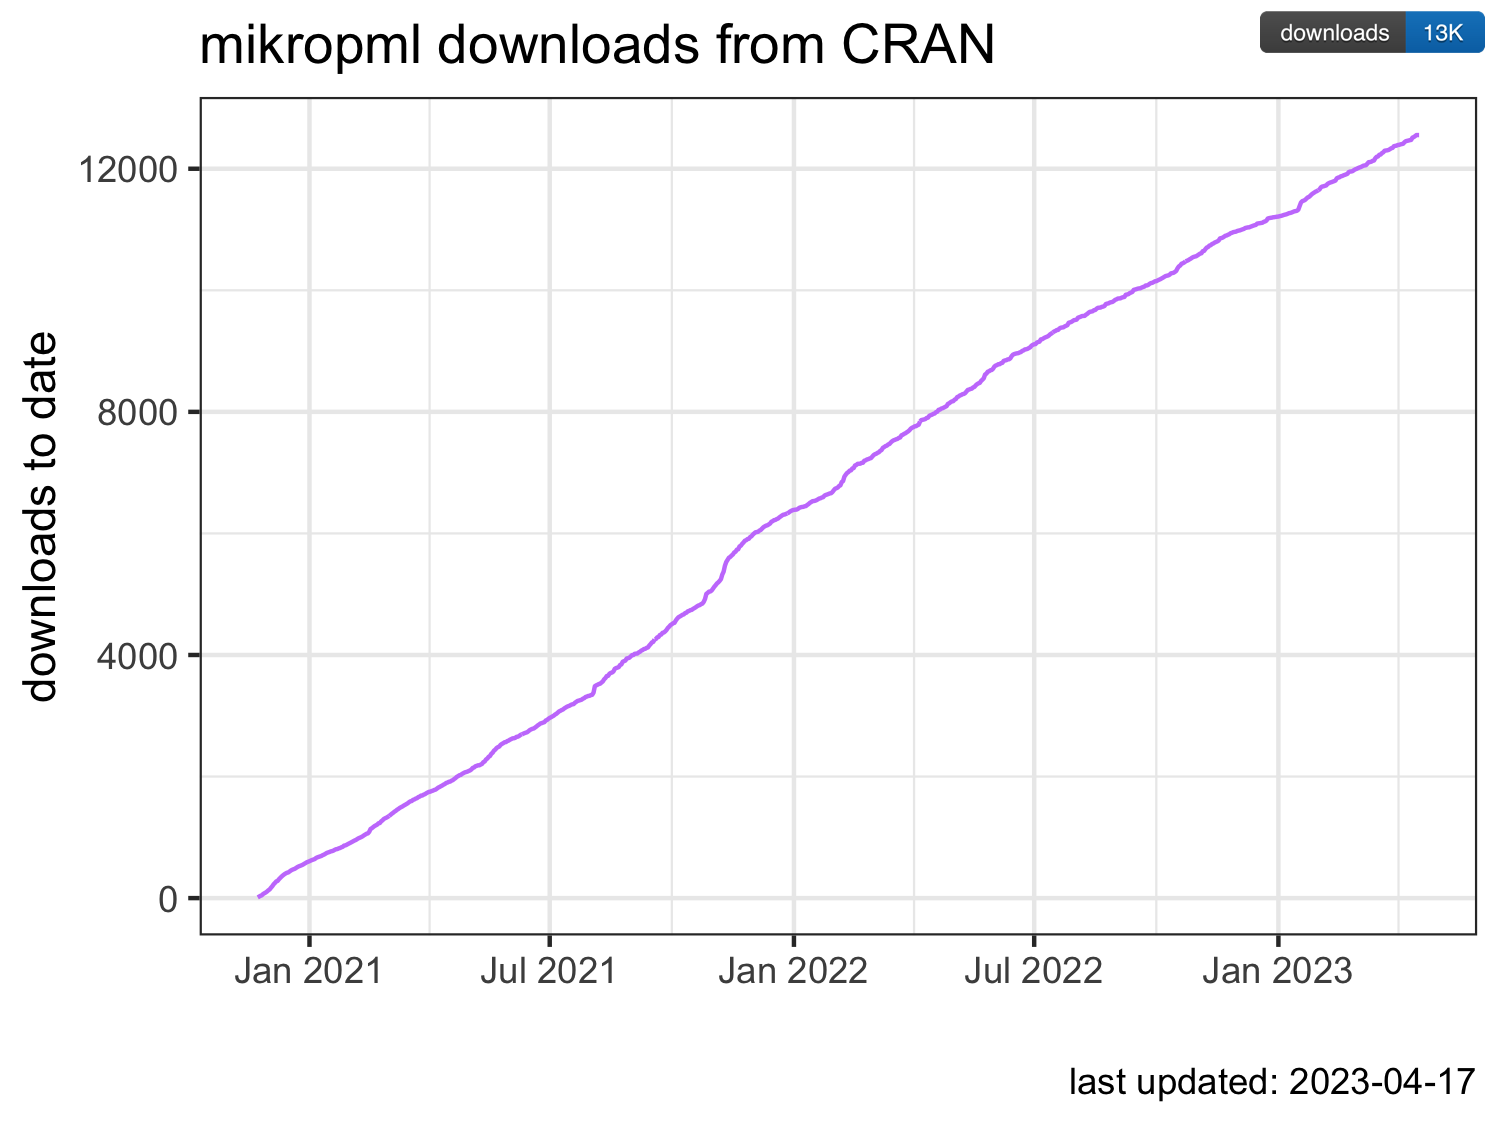 mikropml downloads from CRAN
downloads 13K
downloads to date
12000
8000
4000
0
Jan 2021 Jul 2021 Jan 2022 Jul 2022 Jan 2023
last updated: 2023-04-17